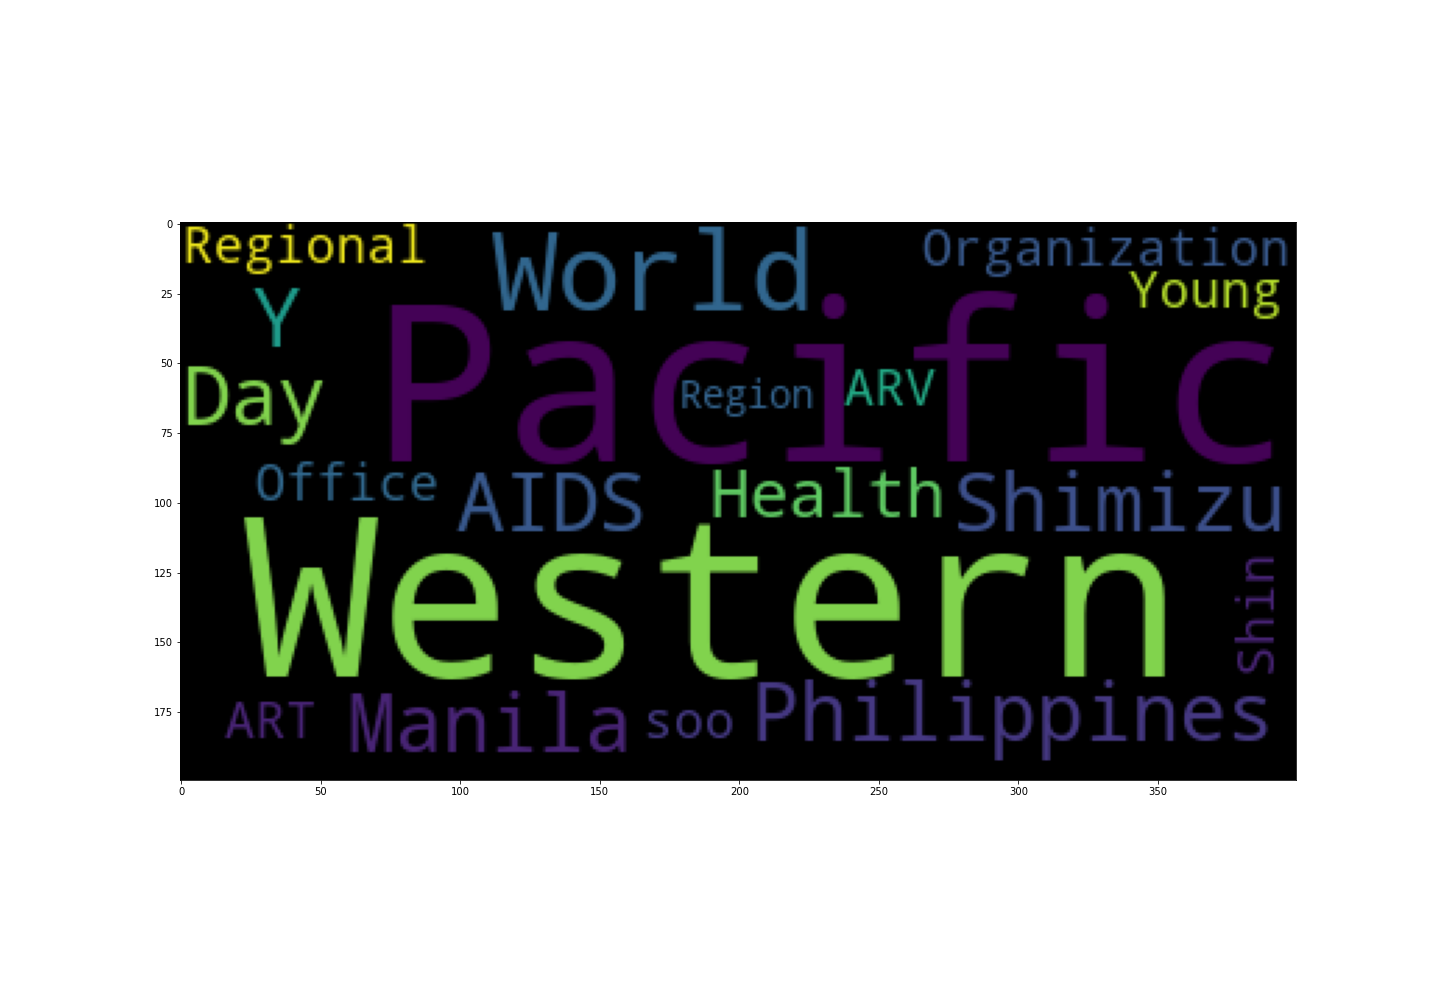 Regional
World
Organization
Young
Y
Pacific
Day
Region
ARV
Office
AIDS
Health
Shimizu
Western
Shin
ART
Manila
soo
Philippines
0
25
50
75
100
125
150
175
0 50 100 150 200 250 300 350